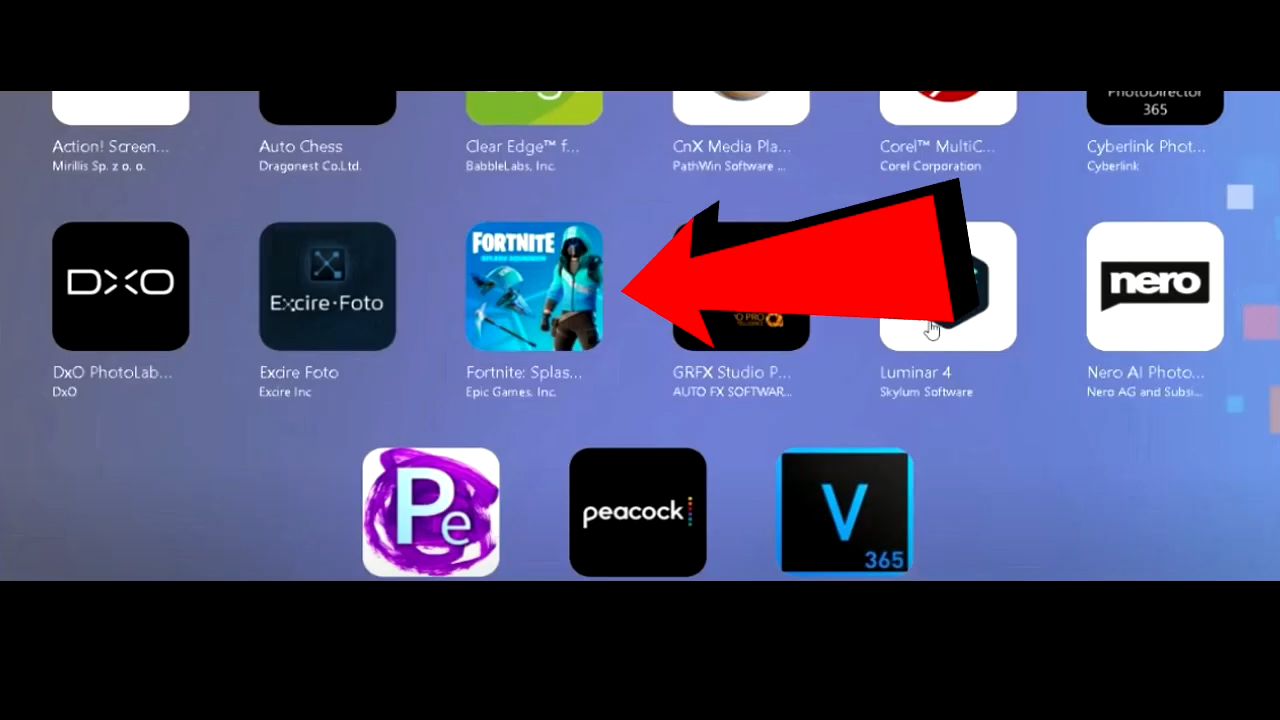 PhotoDirector
365
Action! Screen...
Mirillis Sp. z o. o.
Auto Chess
Dragonest Co.Ltd.
Clear Edge™ f...
BabbleLabs, Inc.
CnX Media Pla...
PathWin Software ...
Corel™ MultiC...
Corel Corporation
Cyberlink Phot...
Cyberlink
DXO
Excire·Foto
FORTNITE
nero
DxO PhotoLab...
DxO
Excire Foto
Excire Inc
Fortnite: Splas...
Epic Games, Inc.
GRFX Studio P...
AUTO FX SOFTWAR...
Luminar 4
Skylum Software
Nero AI Photo...
Nero AG and Subsi...
Pe
peacock
V
365